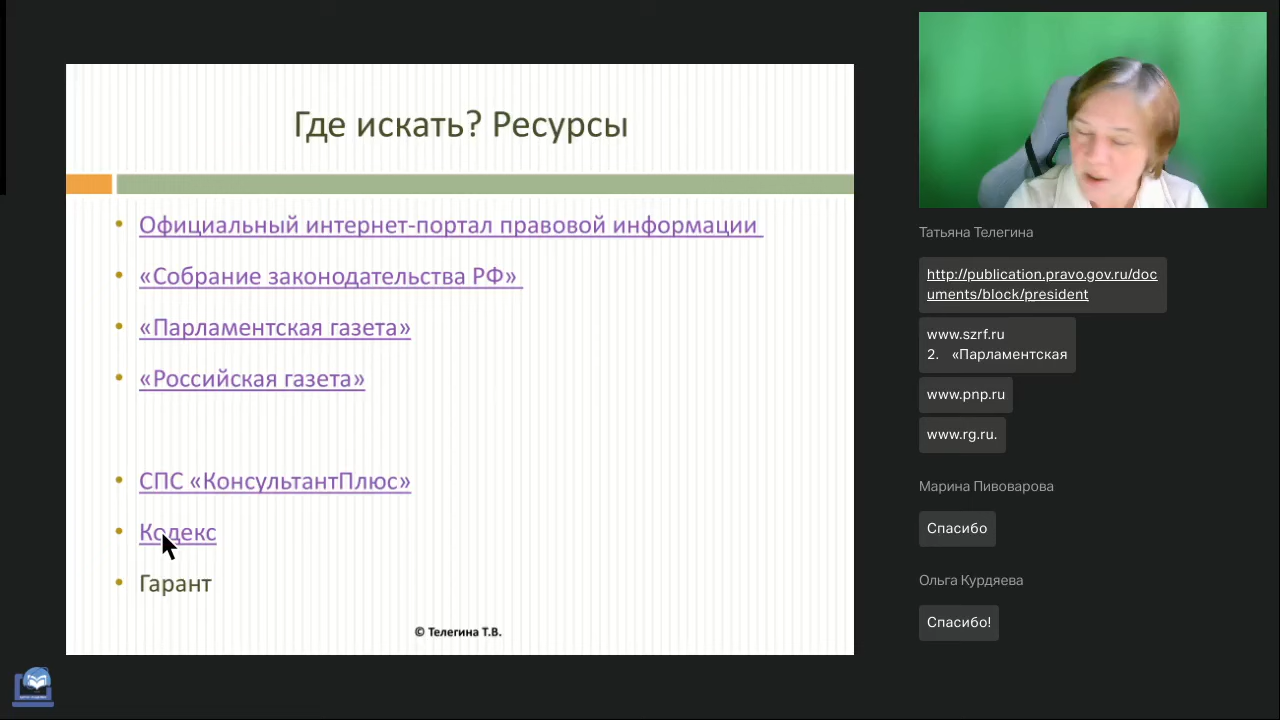 Где искать? Ресурсы
Официальный интернет-портал правовой информации
«Собрание законодательства РФ»
«Парламентская газета»
«Российская газета»
СПС «КонсультантПлюс»
Кодекс
Гарант
© Телегина Т.В.
Татьяна Телегина
http://publication.pravo.gov.ru/doc
uments/block/president
www.szrf.ru
2. «Парламентская
www.pnp.ru
www.rg.ru.
Марина Пивоварова
Спасибо
Ольга Курдяева
Спасибо!